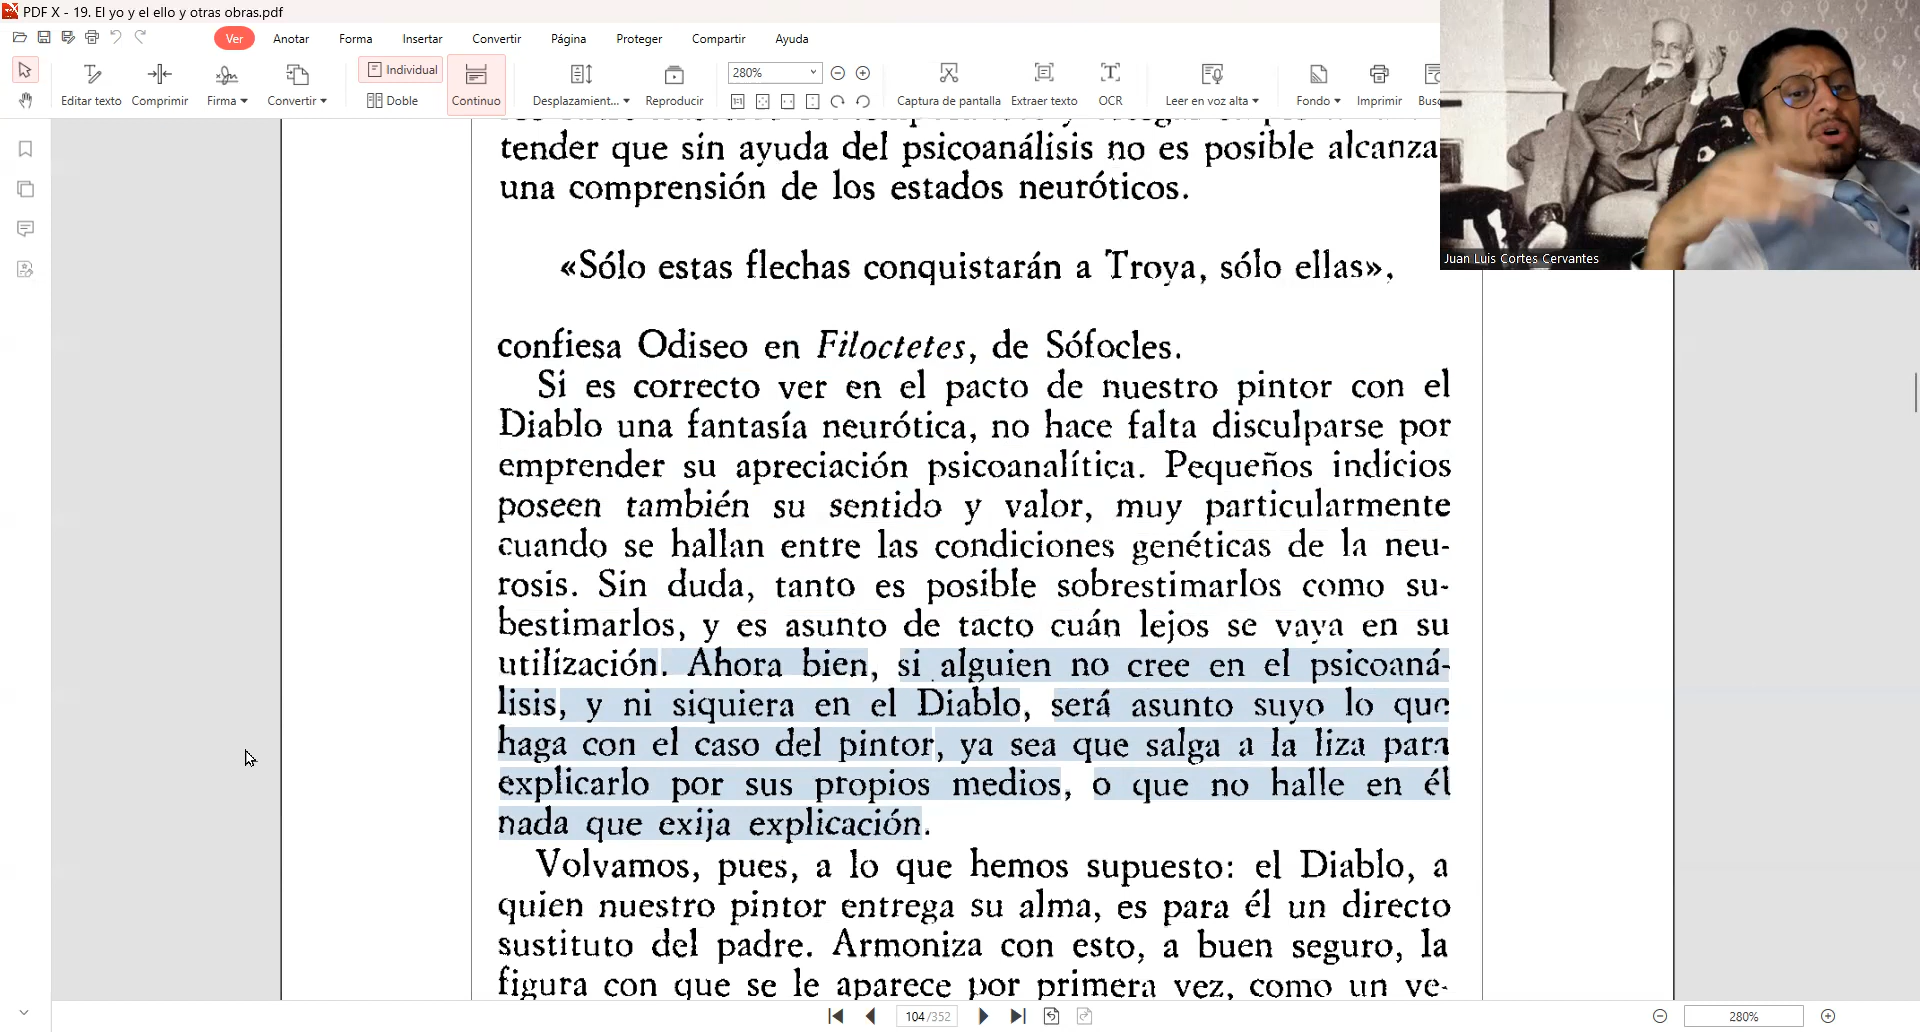 PDF X - 19. El yo y el ello y otras obras.pdf
Ver Anotar Forma Insertar Convertir Página Proteger Compartir Ayuda
Individual 280%
Editar texto Comprimir Firma Convertir Doble Continuo Desplazamient... Reproducir Captura de pantalla Extraer texto OCR Leer en voz alta Fondo Imprimir
tender que sin ayuda del psicoanálisis no es posible alcanza
una comprensión de los estados neuróticos.
«Sólo estas flechas conquistarán a Troya, sólo ellas»,
Juan Luis Cortes Cervantes
confiesa Odiseo en Filoctetes, de Sófocles.
Si es correcto ver en el pacto de nuestro pintor con el
Diablo una fantasía neurótica, no hace falta disculparse por
emprender su apreciación psicoanalítica. Pequeños indicios
poseen también su sentido y valor, muy particularmente
cuando se hallan entre las condiciones genéticas de la neu-
rosis. Sin duda, tanto es posible sobrestimarlos como su-
bestimarlos, y es asunto de tacto cuán lejos se vaya en su
utilización. Ahora bien, si alguien no cree en el psicoaná-
lisis, y ni siquiera en el Diablo, será asunto suyo lo que
haga con el caso del pintor, ya sea que salga a la liza para
explicarlo por sus propios medios, o que no halle en él
nada que exija explicación.
Volvamos, pues, a lo que hemos supuesto: el Diablo, a
quien nuestro pintor entrega su alma, es para él un directo
sustituto del padre. Armoniza con esto, a buen seguro, la
figura con que se le aparece por primera vez, como un ve-
104 /352 280%